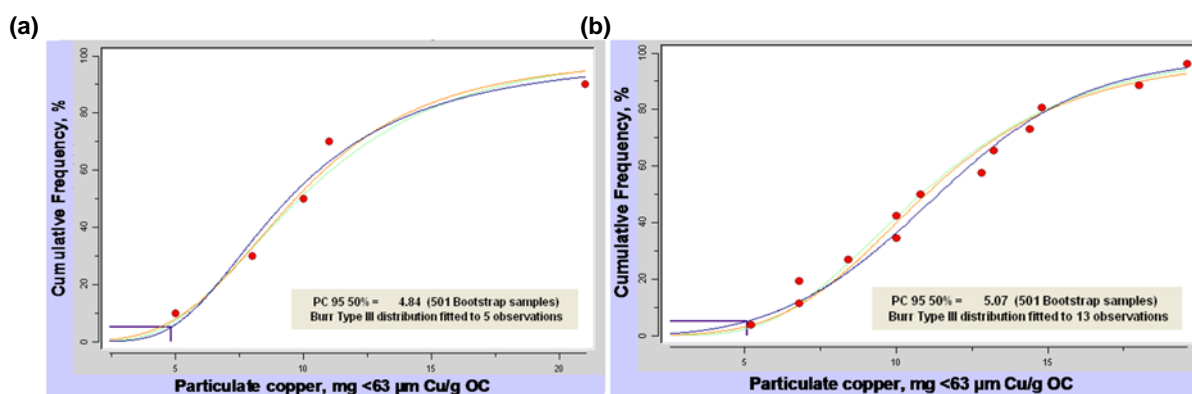 (a)
Cumulative Frequency, %
0
20
40
60
80
100
PC 95 50% = 4.84 (501 Bootstrap samples)
Burr Type III distribution fitted to 5 observations
5
10
15
20
Particulate copper, mg <63 µm Cu/g OC
(b)
Cumulative Frequency, %
0
20
40
60
80
100
PC 95 50% = 5.07 (501 Bootstrap samples)
Burr Type III distribution fitted to 13 observations
5
10
15
Particulate copper, mg <63 µm Cu/g OC